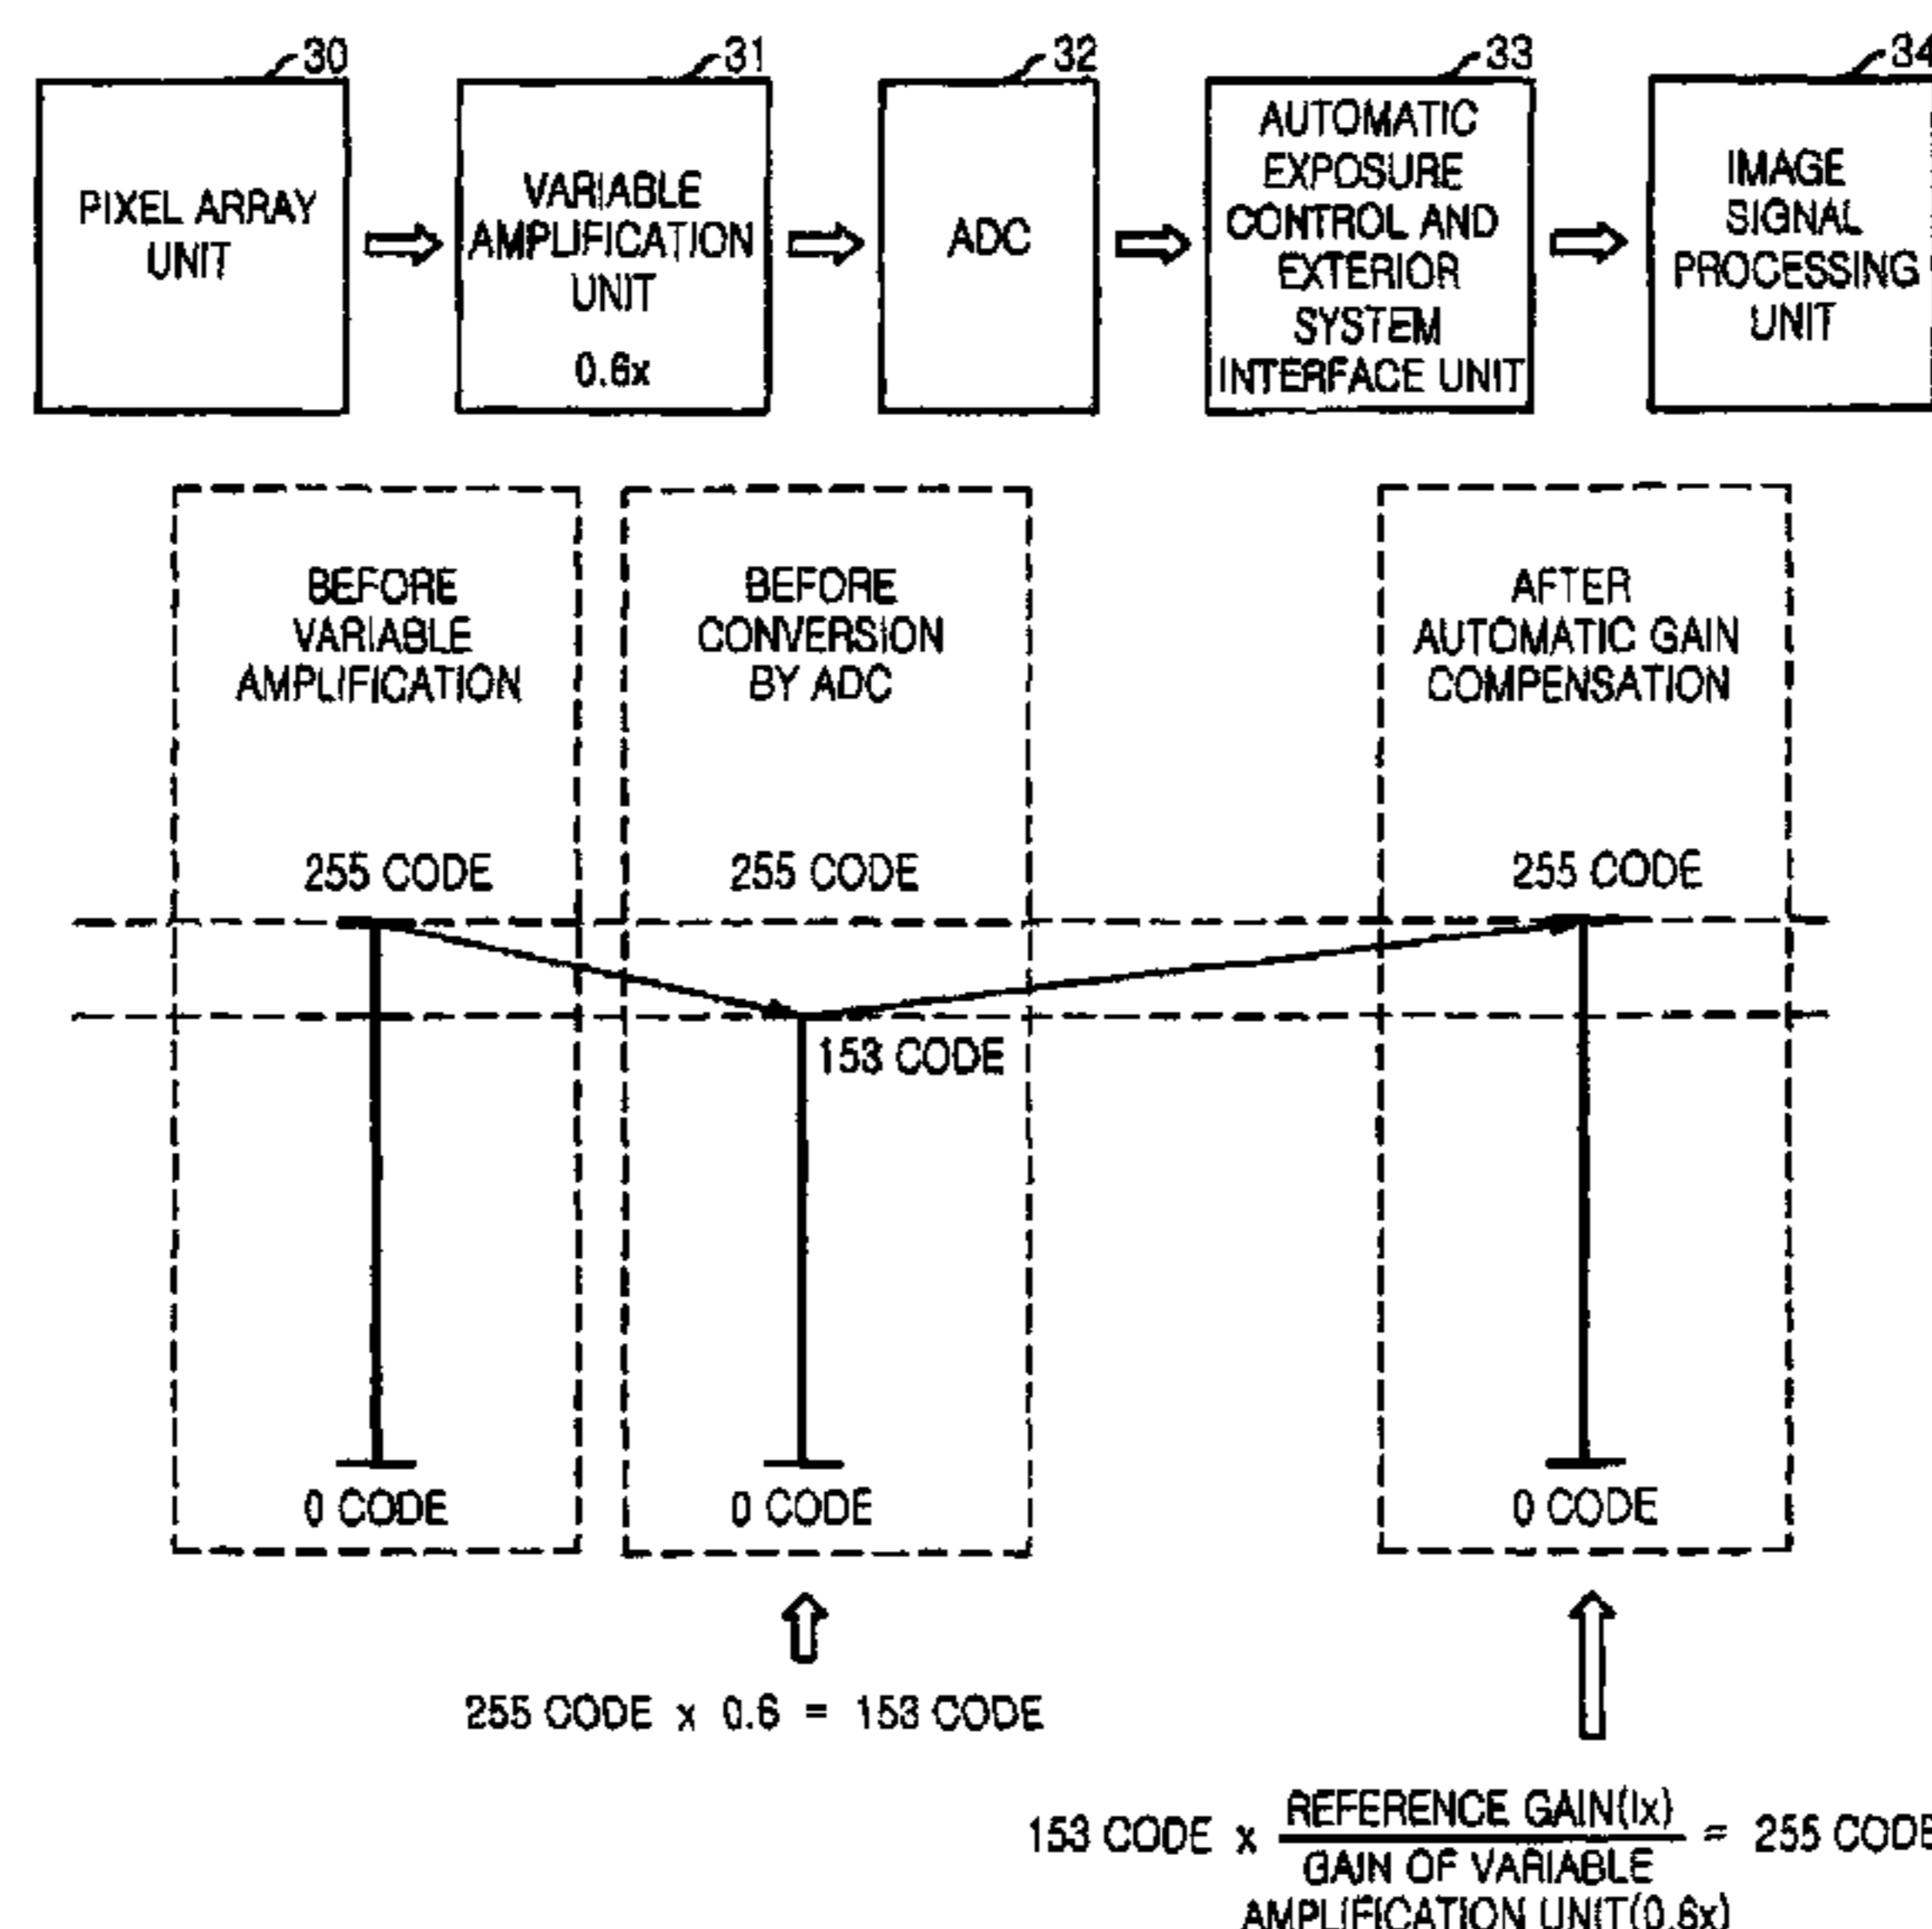 30
31
32
33
34
PIXEL ARRAY
UNIT
VARIABLE
AMPLIFICATION
UNIT
0.6x
ADC
AUTOMATIC
EXPOSURE
CONTROL AND
EXTERIOR
SYSTEM
INTERFACE UNIT
IMAGE
SIGNAL
PROCESSING
UNIT
BEFORE
VARIABLE
AMPLIFICATION
BEFORE
CONVERSION
BY ADC
AFTER
AUTOMATIC GAIN
COMPENSATION
255 CODE
255 CODE
255 CODE
153 CODE
0 CODE
0 CODE
0 CODE
255 CODE x 0.6 = 153 CODE
153 CODE x REFERENCE GAIN(Ix) = 255 CODE
GAIN OF VARIABLE
AMPLIFICATION UNIT(0.6x)